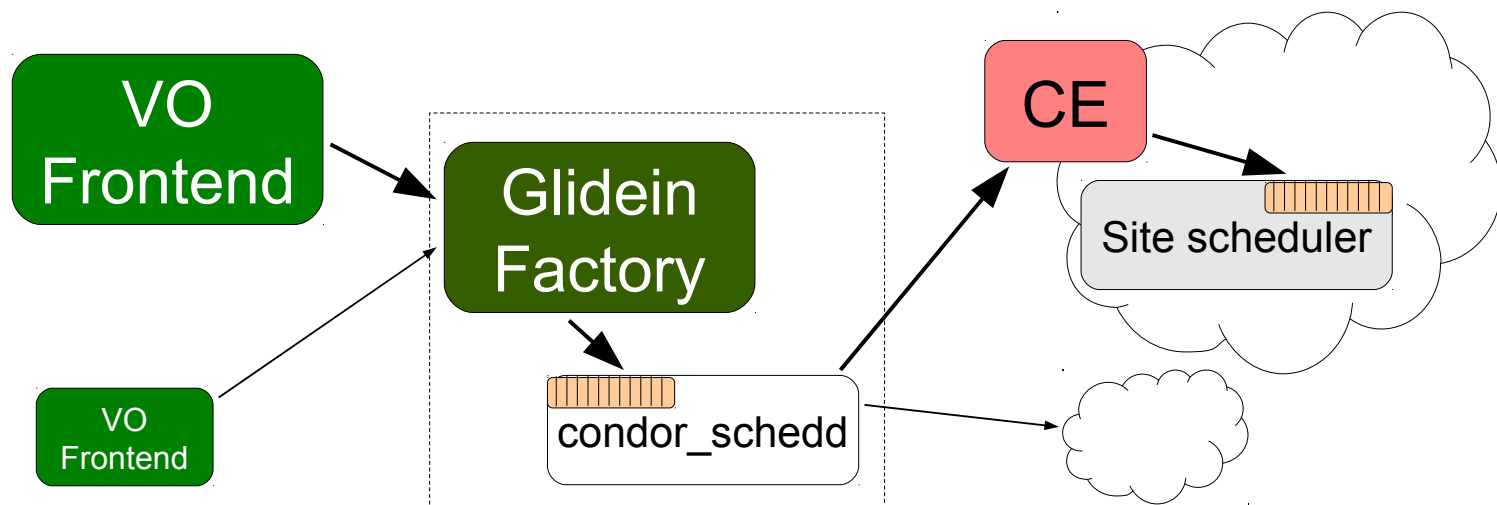 VO
Frontend
Glidein
Factory
condor_schedd
CE
Site scheduler
VO
Frontend